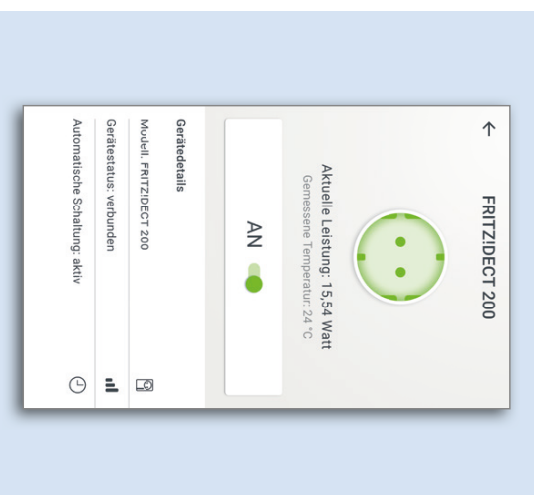 FRITZ!DECT 200
Aktuelle Leistung: 15,54 Watt
Gemessene Temperatur: 24 °C
AN
Gerätedetails
Modell: FRITZ!DECT 200
Gerätestatus: verbunden
Automatische Schaltung: aktiv